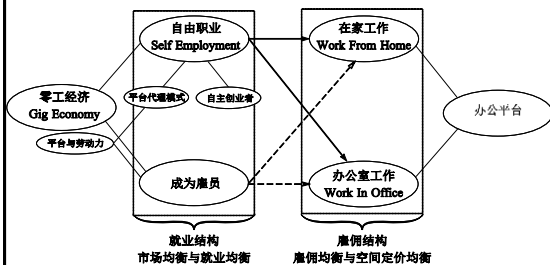 自由职业
Self Employment
在家工作
Work From Home
零工经济
Gig Economy
平台代理模式
自主创业者
办公平台
平台与劳动力
成为雇员
办公室工作
Work In Office
就业结构
市场均衡与就业均衡
雇佣结构
雇佣均衡与空间定价均衡